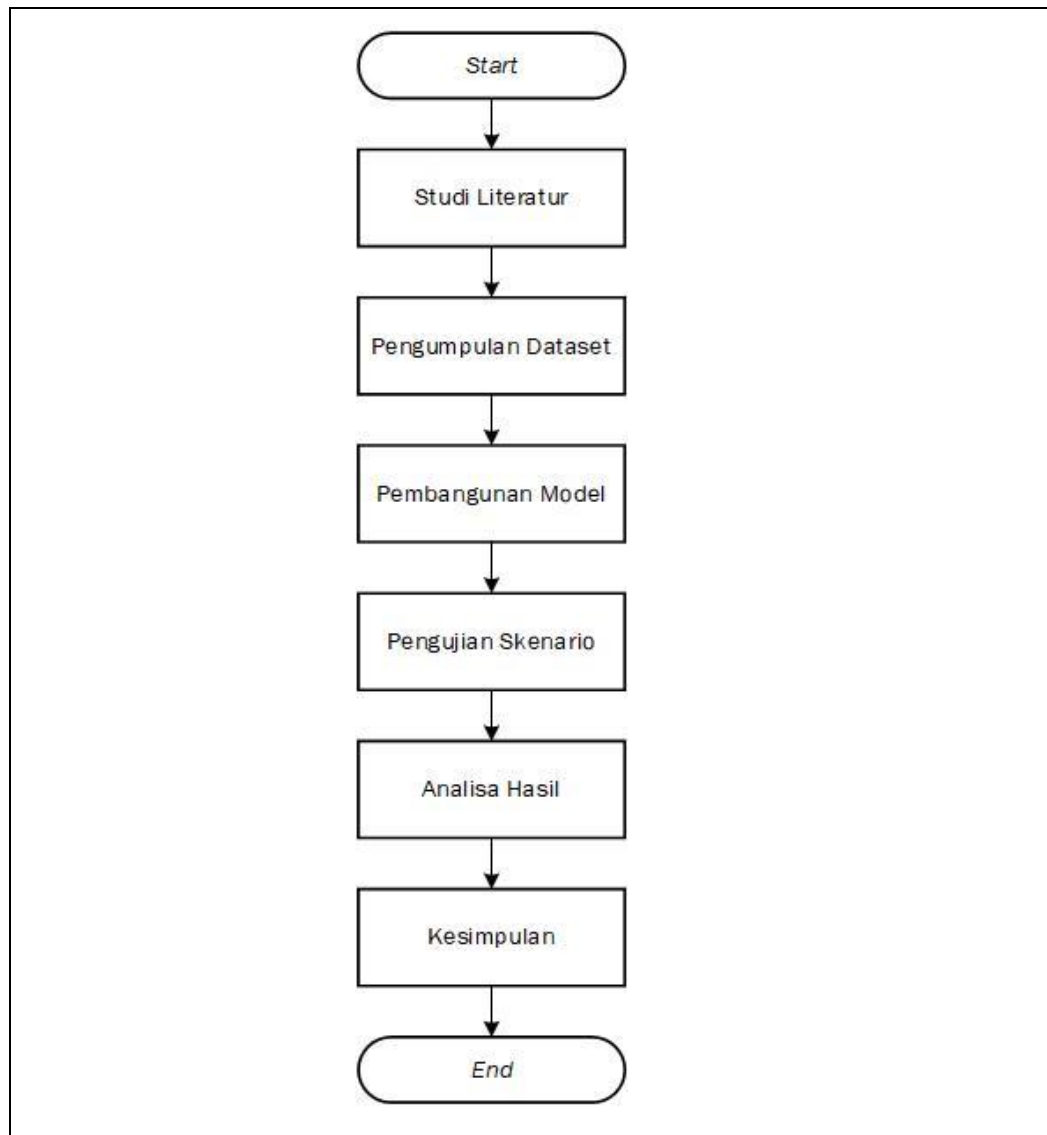 Start
Studi Literatur
Pengumpulan Dataset
Pembangunan Model
Pengujian Skenario
Analisa Hasil
Kesimpulan
End